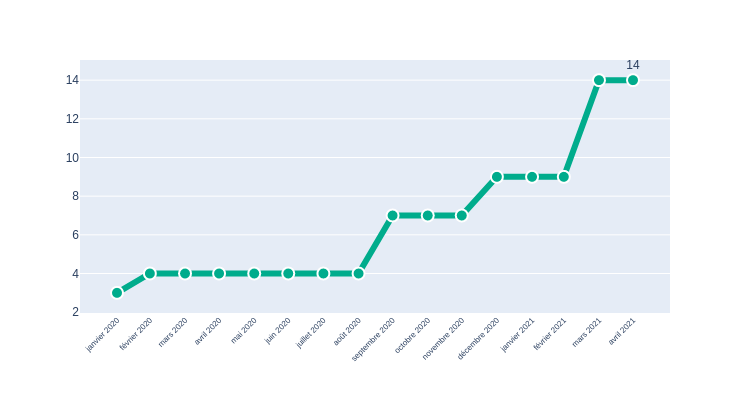 14
14
12
10
8
6
4
2
janvier 2020
février 2020
mars 2020
avril 2020
mai 2020
juin 2020
juillet 2020
août 2020
septembre 2020
octobre 2020
novembre 2020
décembre 2020
janvier 2021
février 2021
mars 2021
avril 2021